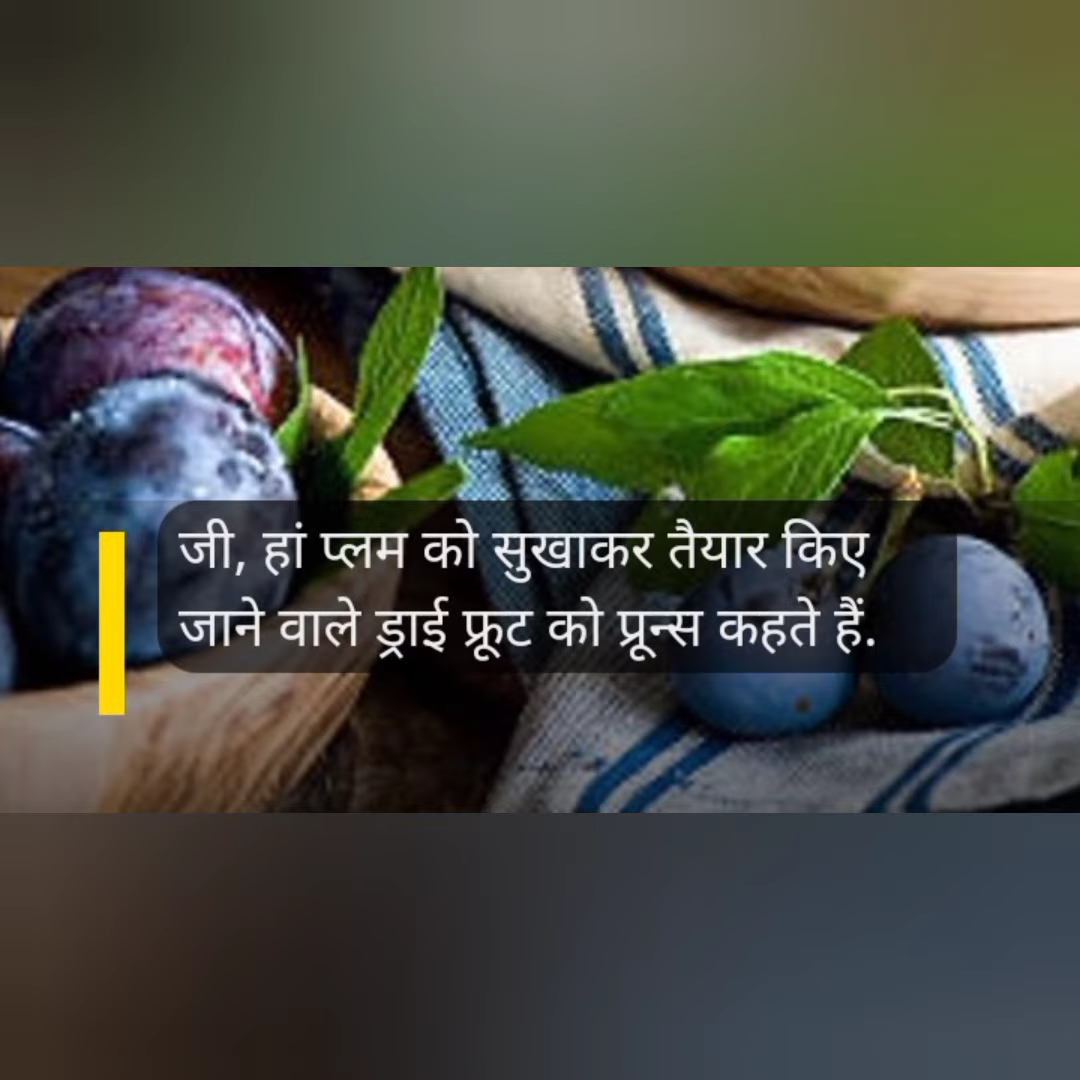 जी, हां प्लम को सुखाकर तैयार किए
जाने वाले ड्राई फ्रूट को प्रून्स कहते हैं.